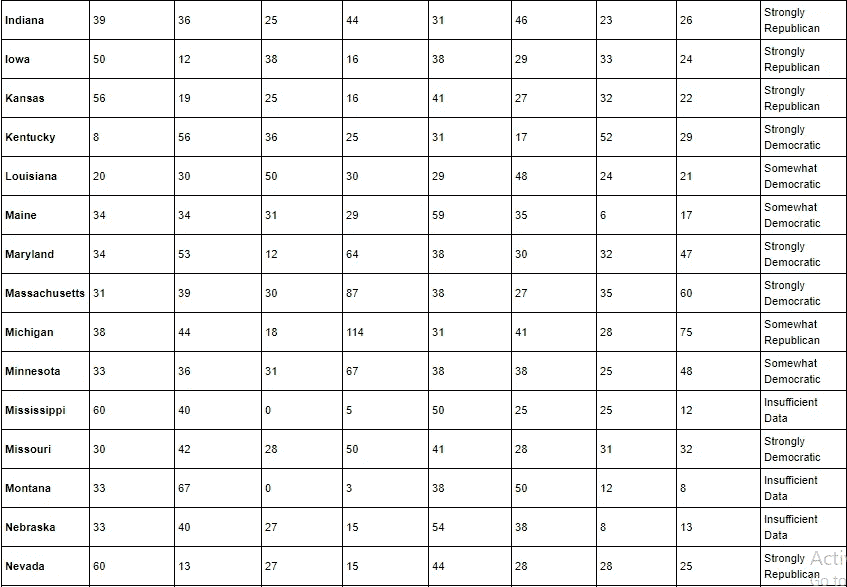 Indiana 39 36 25 44 31 46 23 26 Strongly Republican
Iowa 50 12 38 16 38 29 33 24 Strongly Republican
Kansas 56 19 25 16 41 27 32 22 Strongly Republican
Kentucky 8 56 36 25 31 17 52 29 Strongly Democratic
Louisiana 20 30 50 30 29 48 24 21 Somewhat Democratic
Maine 34 34 31 29 59 35 6 17 Somewhat Democratic
Maryland 34 53 12 64 38 30 32 47 Strongly Democratic
Massachusetts 31 39 30 87 38 27 35 60 Strongly Democratic
Michigan 38 44 18 114 31 41 28 75 Somewhat Republican
Minnesota 33 36 31 67 38 38 25 48 Somewhat Democratic
Mississippi 60 40 0 5 50 25 25 12 Insufficient Data
Missouri 30 42 28 50 41 28 31 32 Strongly Democratic
Montana 33 67 0 3 38 50 12 8 Insufficient Data
Nebraska 33 40 27 15 54 38 8 13 Insufficient Data
Nevada 60 13 27 15 44 28 28 25 Strongly Republican
Acti
Go to